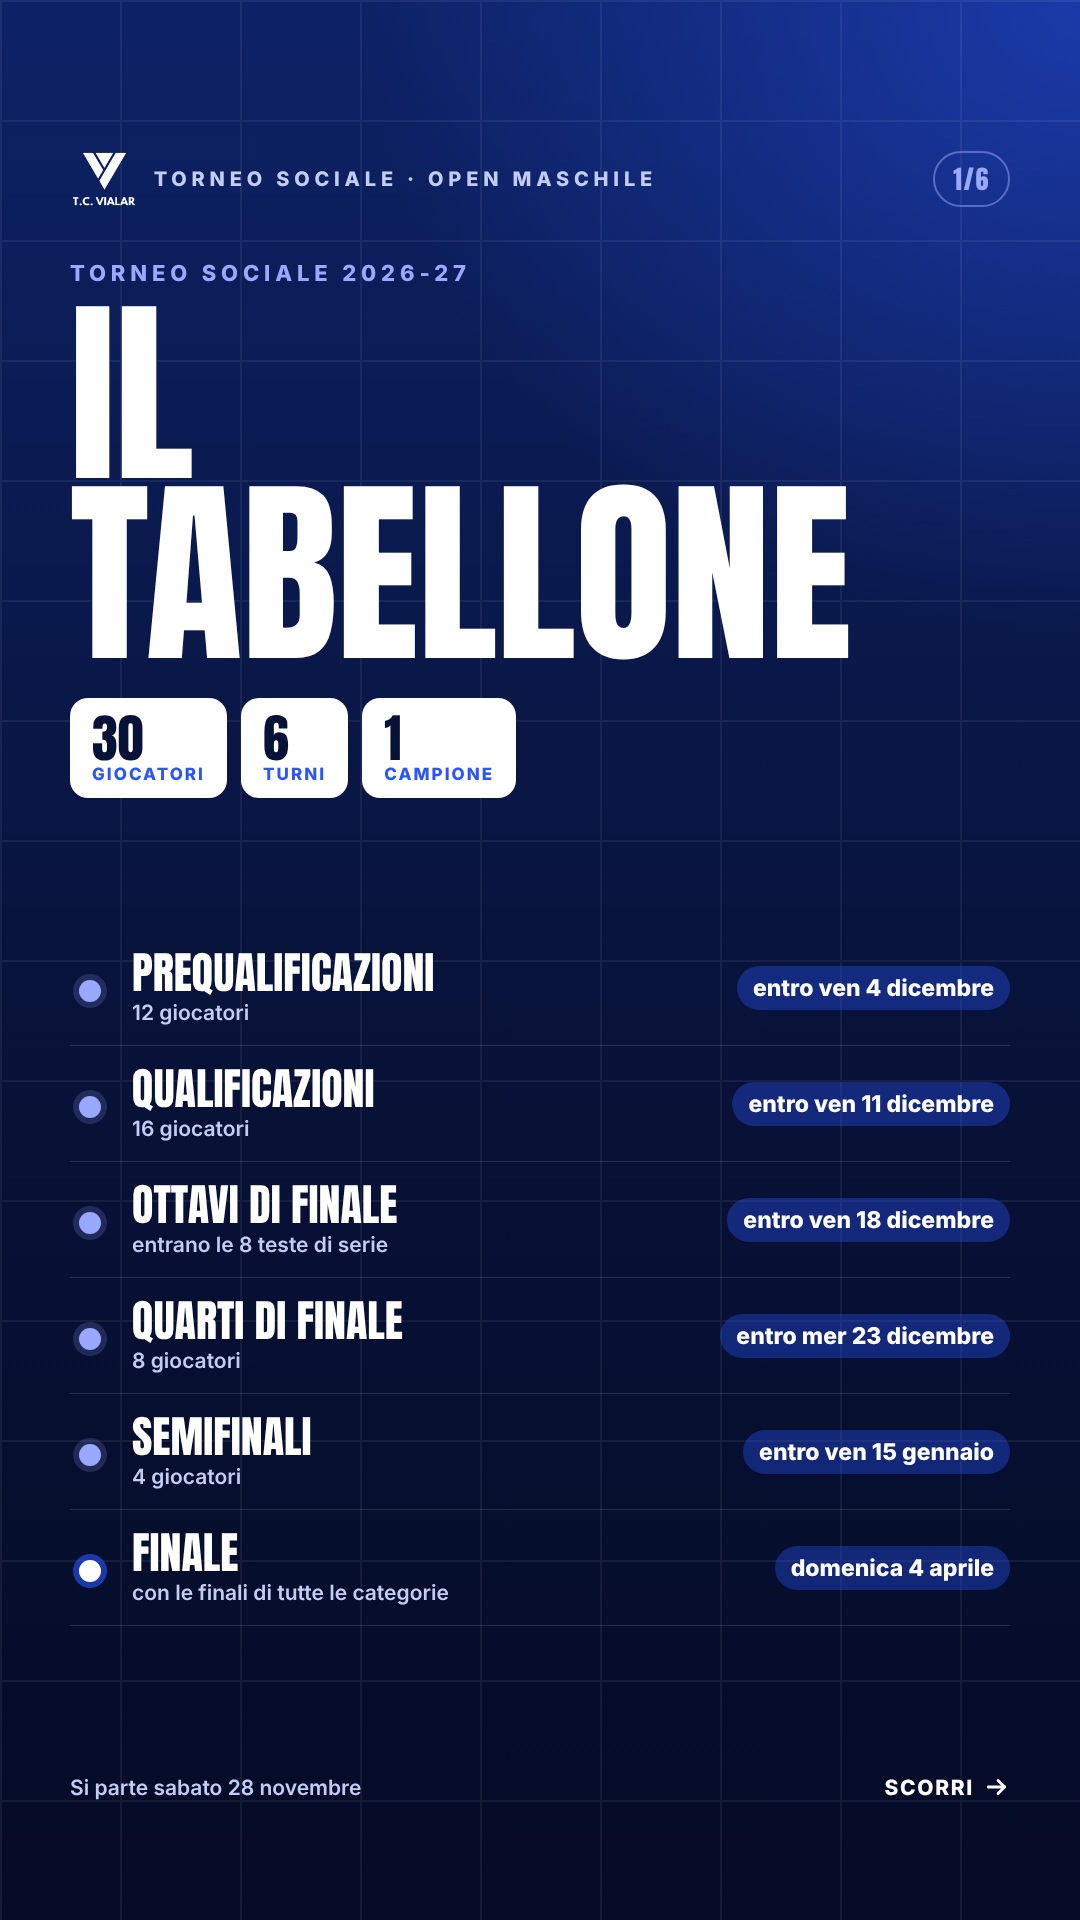 T.C. VIALAR
TORNEO SOCIALE · OPEN MASCHILE
1/6
TORNEO SOCIALE 2026-27
IL
TABELLONE
30
GIOCATORI
6
TURNI
1
CAMPIONE
PREQUALIFICAZIONI
12 giocatori
entro ven 4 dicembre
QUALIFICAZIONI
16 giocatori
entro ven 11 dicembre
OTTAVI DI FINALE
entrano le 8 teste di serie
entro ven 18 dicembre
QUARTI DI FINALE
8 giocatori
entro mer 23 dicembre
SEMIFINALI
4 giocatori
entro ven 15 gennaio
FINALE
con le finali di tutte le categorie
domenica 4 aprile
Si parte sabato 28 novembre
SCORRI →